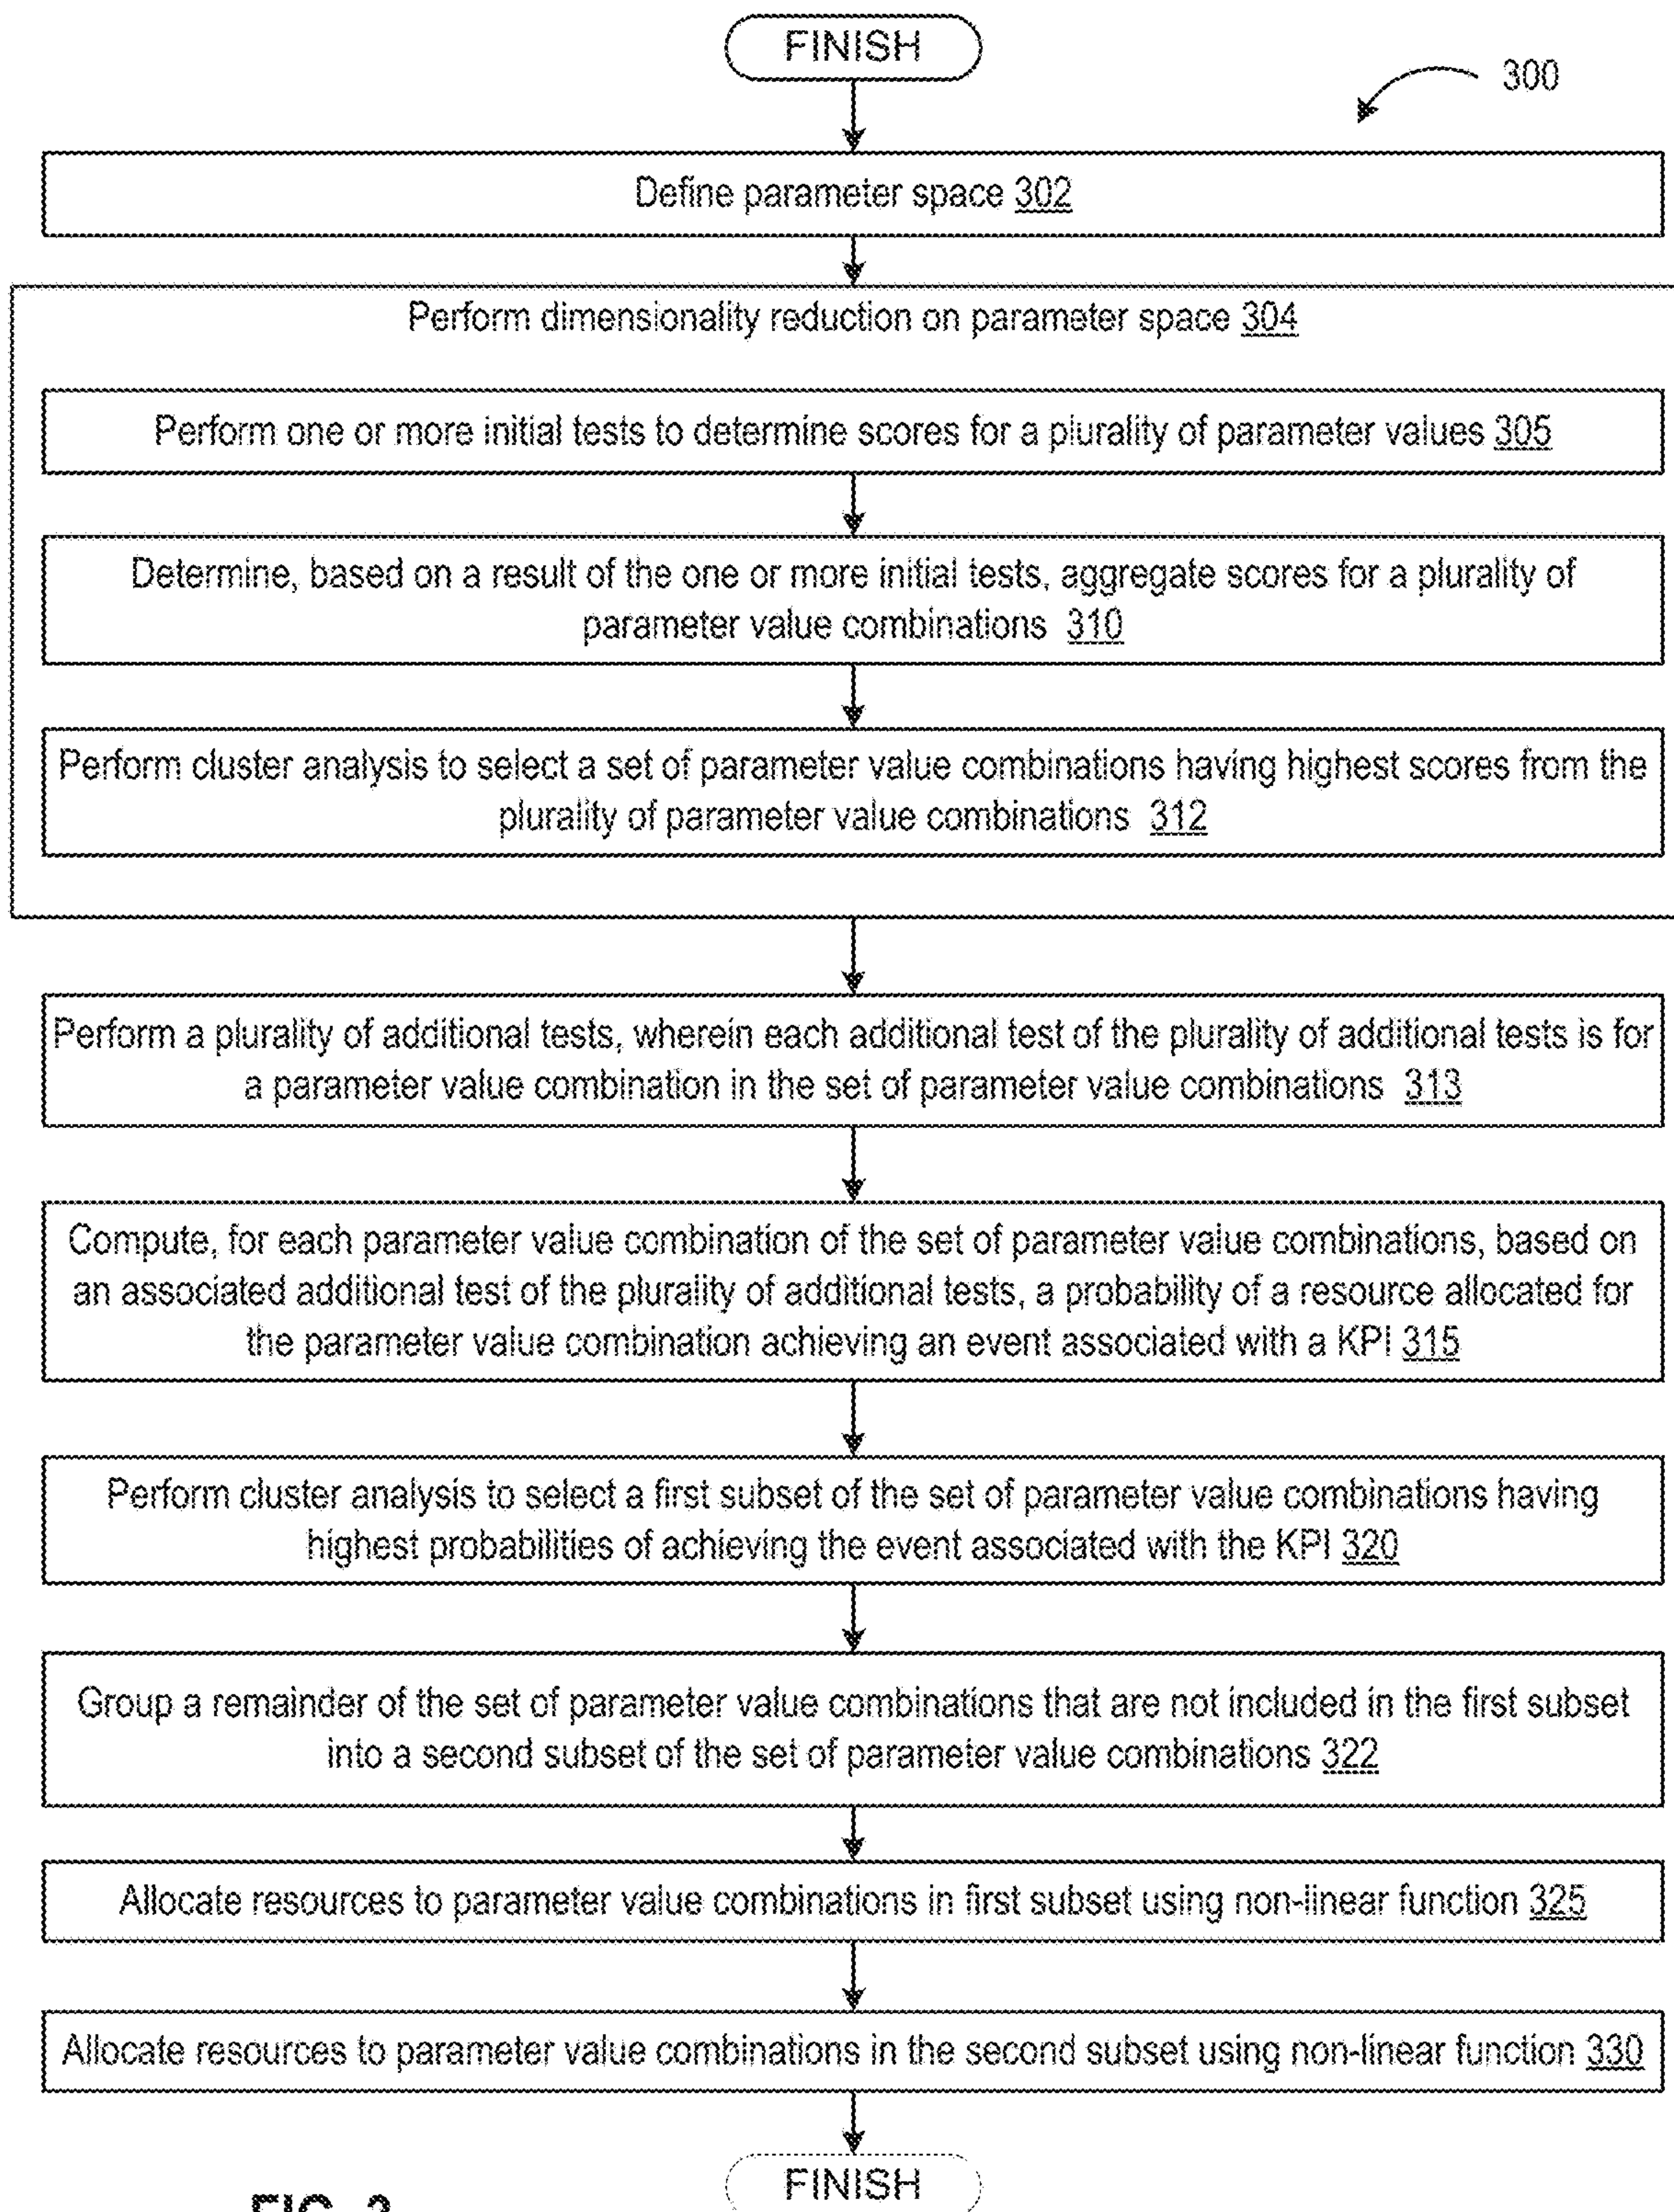 FINISH
300
Define parameter space 302
Perform dimensionality reduction on parameter space 304
Perform one or more initial tests to determine scores for a plurality of parameter values 305
Determine, based on a result of the one or more initial tests, aggregate scores for a plurality of
parameter value combinations 310
Perform cluster analysis to select a set of parameter value combinations having highest scores from the
plurality of parameter value combinations 312
Perform a plurality of additional tests, wherein each additional test of the plurality of additional tests is for
a parameter value combination in the set of parameter value combinations 313
Compute, for each parameter value combination of the set of parameter value combinations, based on
an associated additional test of the plurality of additional tests, a probability of a resource allocated for
the parameter value combination achieving an event associated with a KPI 315
Perform cluster analysis to select a first subset of the set of parameter value combinations having
highest probabilities of achieving the event associated with the KPI 320
Group a remainder of the set of parameter value combinations that are not included in the first subset
into a second subset of the set of parameter value combinations 322
Allocate resources to parameter value combinations in first subset using non-linear function 325
Allocate resources to parameter value combinations in the second subset using non-linear function 330
FINISH
FIG. 3